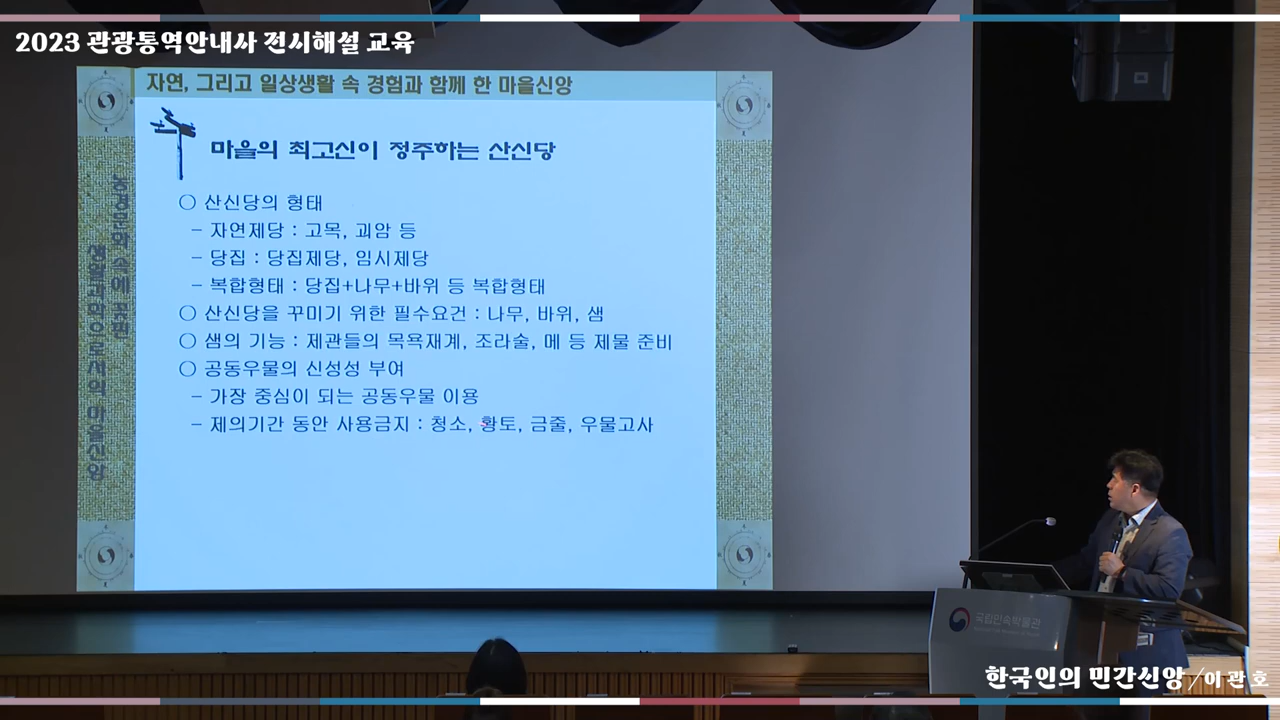 2023 관광통역안내사 전시해설 교육
자연, 그리고 일상생활 속 경험과 함께 한 마을신앙
마을의 최고신이 정주하는 산신당
○ 산신당의 형태
– 자연제당 : 고목, 괴암 등
– 당집 : 당집제당, 임시제당
– 복합형태 : 당집+나무+바위 등 복합형태
○ 산신당을 꾸미기 위한 필수요건 : 나무, 바위, 샘
○ 샘의 기능 : 제관들의 목욕재계, 조라술, 메 등 제물 준비
○ 공동우물의 신성성 부여
– 가장 중심이 되는 공동우물 이용
– 제의기간 동안 사용금지 : 청소, 황토, 금줄, 우물고사
마을신앙
국립민속박물관
한국인의 민간신앙 / 이관호